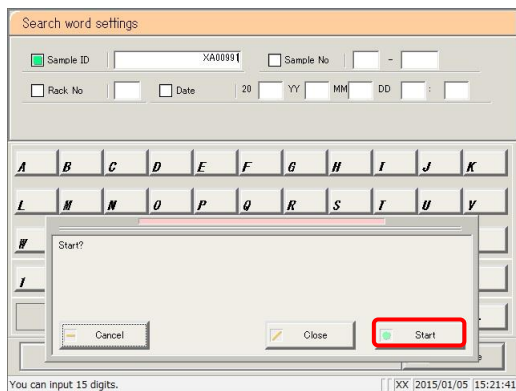 Search word settings
Sample ID XA00991 Sample No -
Rack No Date 20 YY MM DD :
A B C D E F G H I J K
L M N O P Q R S T U V
W
Start?
1
Cancel Close Start
You can input 15 digits. XX 2015/01/05 15:21:41